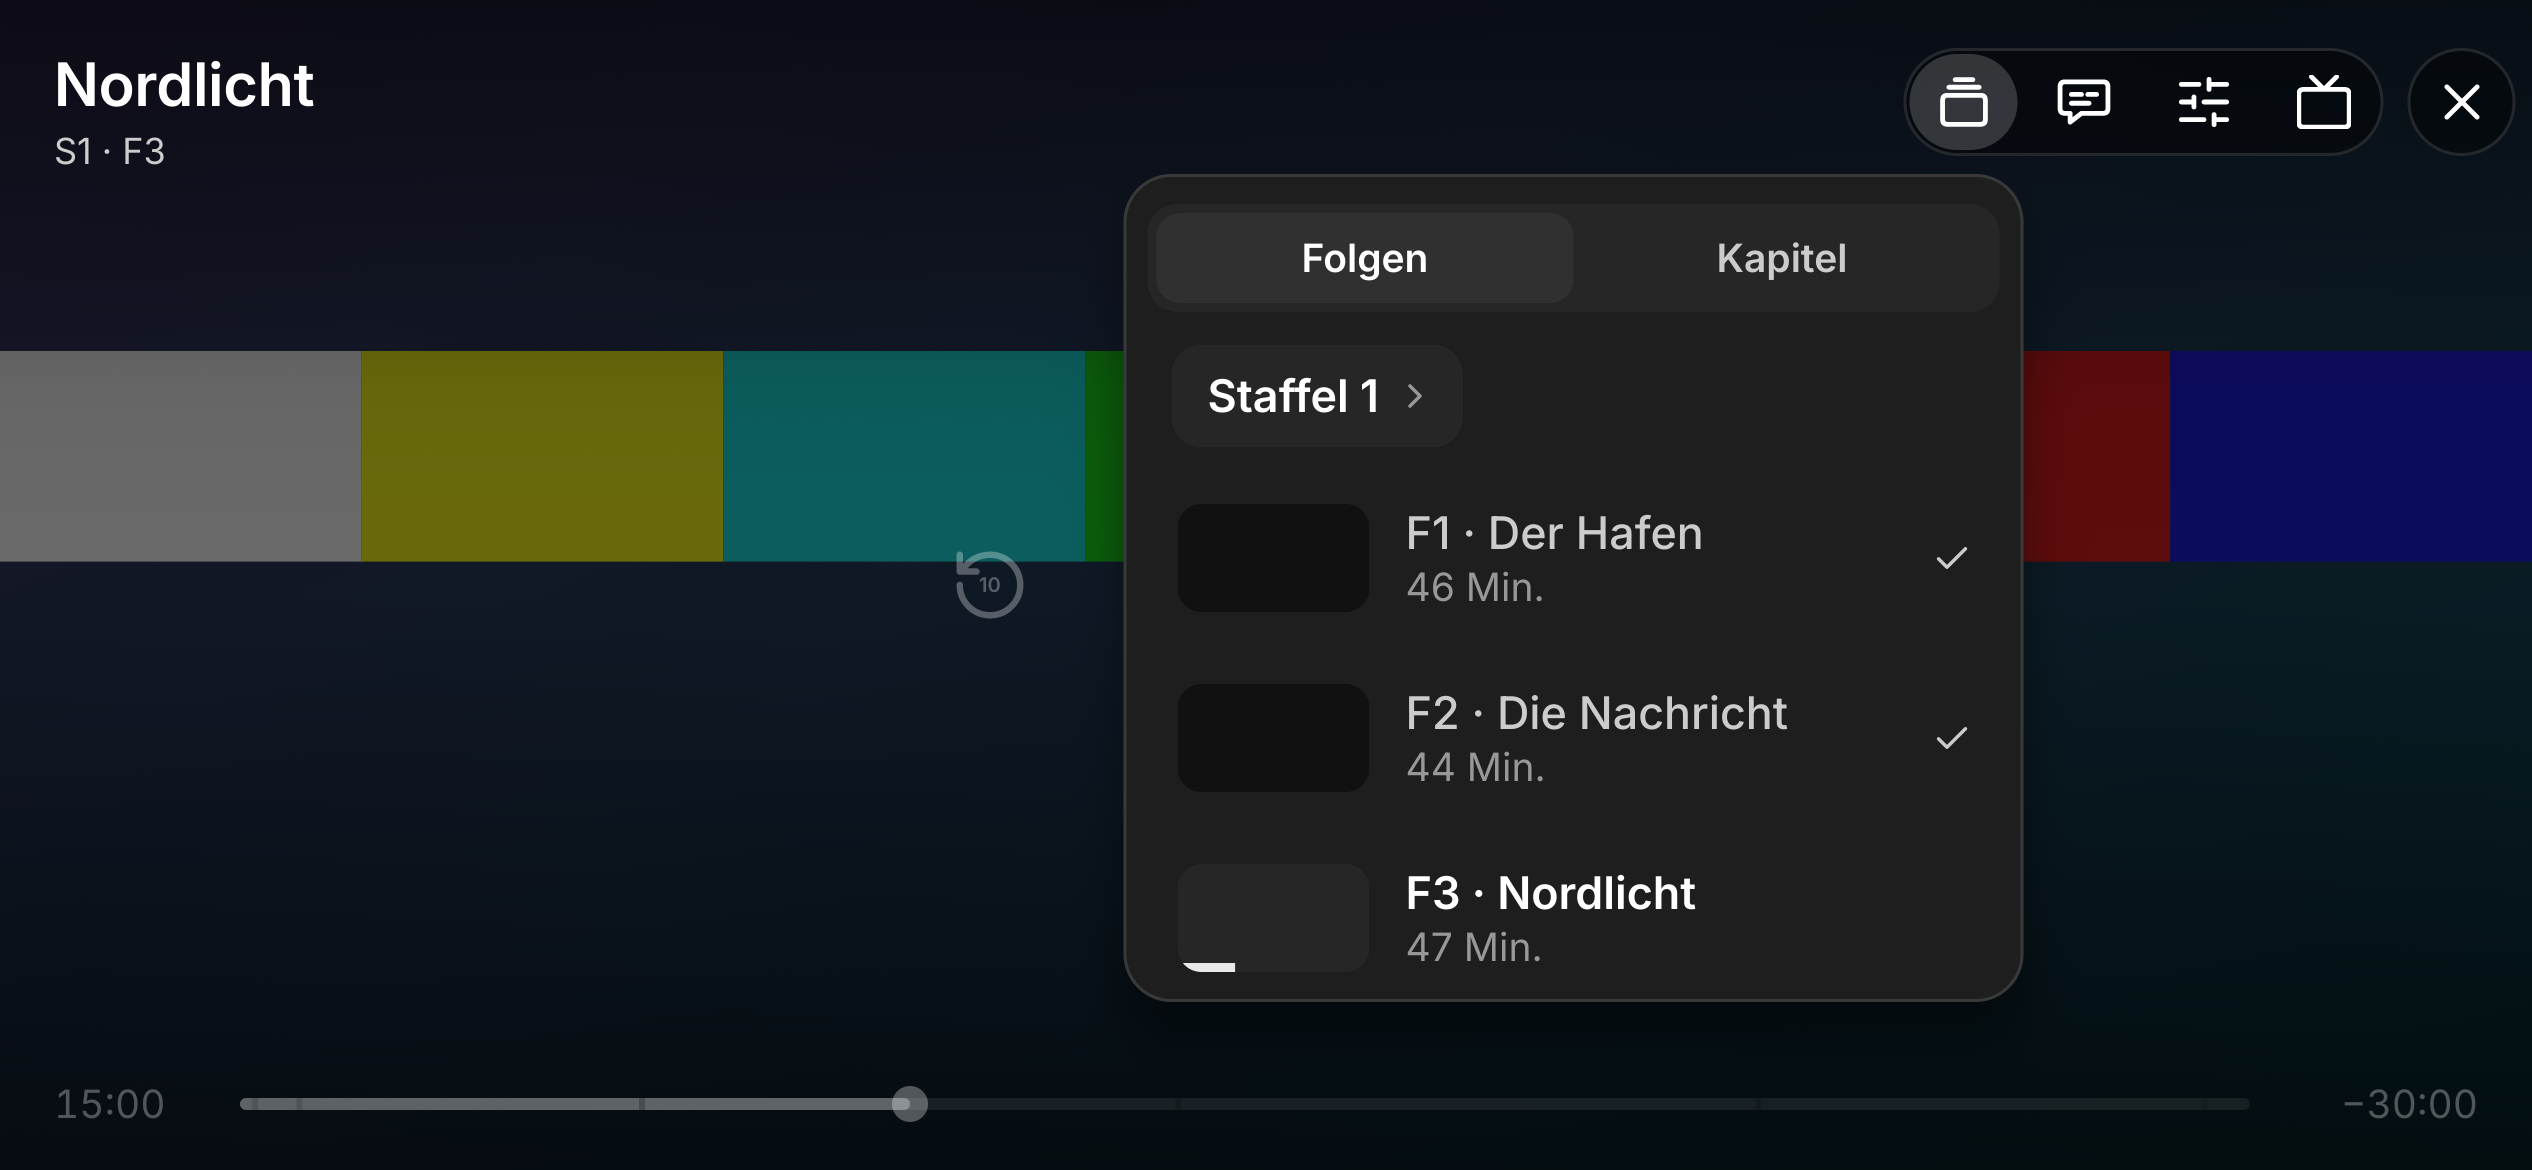 Nordlicht
S1 · F3
Folgen
Kapitel
Staffel 1
F1 · Der Hafen
46 Min.
F2 · Die Nachricht
44 Min.
F3 · Nordlicht
47 Min.
10
15:00
−30:00